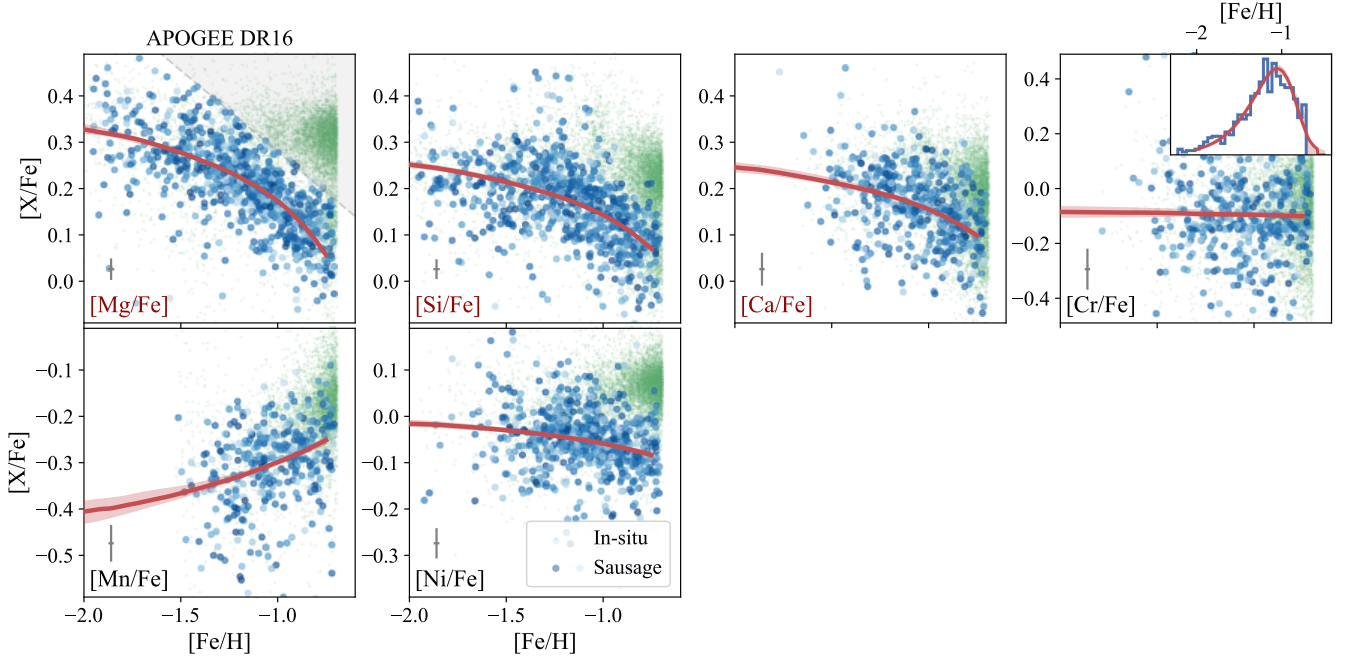 [Fe/H]
−2 −1
APOGEE DR16
[X/Fe]
0.4
0.3
0.2
0.1
0.0
[Mg/Fe]
0.4
0.3
0.2
0.1
0.0
[Si/Fe]
0.4
0.3
0.2
0.1
0.0
[Ca/Fe]
0.4
0.2
0.0
−0.2
−0.4
[Cr/Fe]
[X/Fe]
−0.1
−0.2
−0.3
−0.4
−0.5
[Mn/Fe]
−2.0 −1.5 −1.0
[Fe/H]
0.1
0.0
−0.1
−0.2
−0.3
[Ni/Fe]
In-situ
Sausage
−2.0 −1.5 −1.0
[Fe/H]